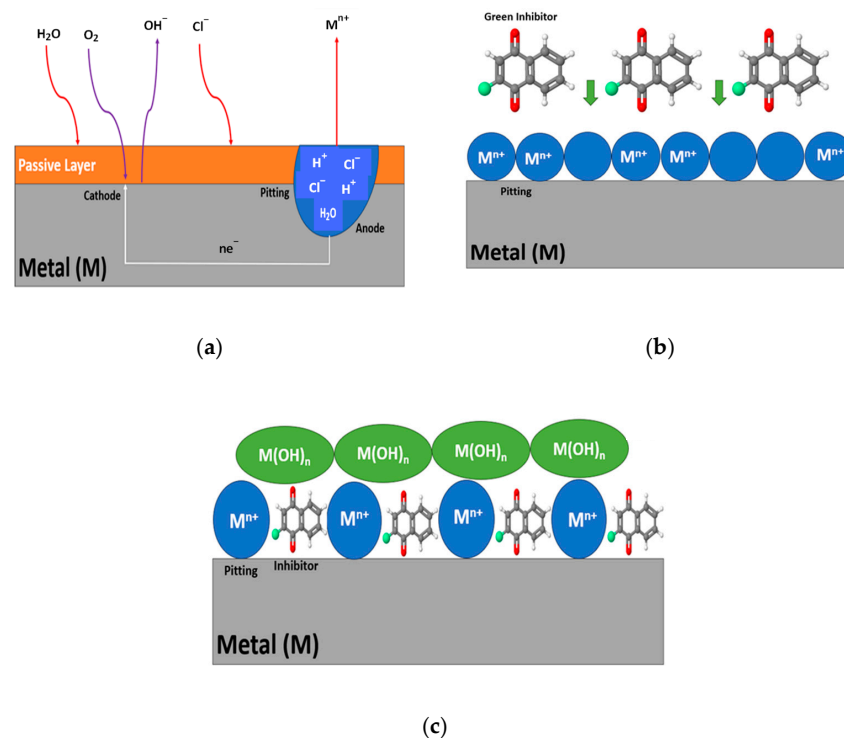 H₂O O₂ OH⁻ Cl⁻ Mⁿ⁺
Passive Layer
H⁺ Cl⁻
Cl⁻ H⁺
H₂O
Cathode
Pitting
Anode
ne⁻
Metal (M)
(a)
Green Inhibitor
Mⁿ⁺ Mⁿ⁺ Mⁿ⁺ Mⁿ⁺ Mⁿ⁺
Pitting
Metal (M)
(b)
M(OH)ₙ M(OH)ₙ M(OH)ₙ M(OH)ₙ
Mⁿ⁺ Mⁿ⁺ Mⁿ⁺ Mⁿ⁺
Pitting Inhibitor
Metal (M)
(c)